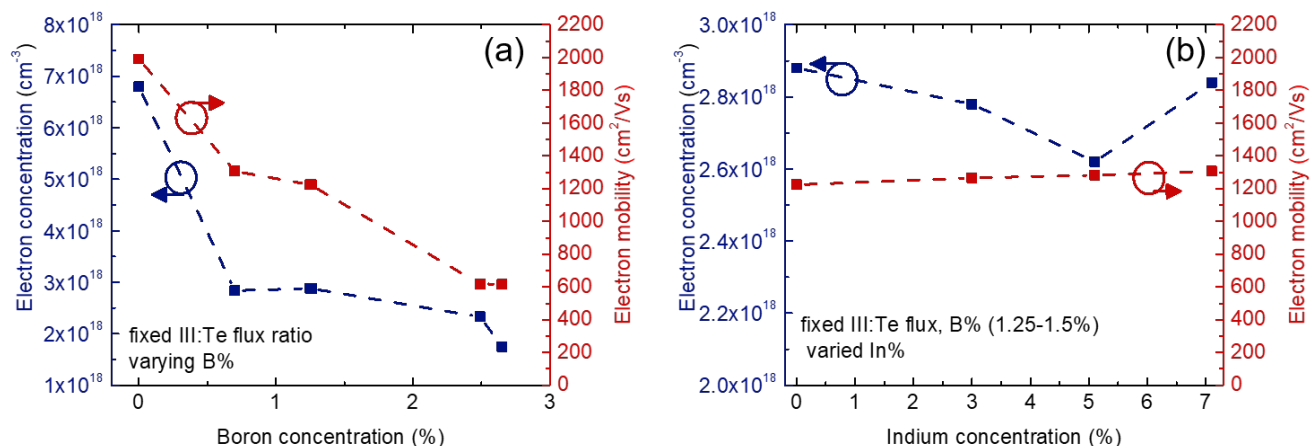 (a)
Electron concentration (cm⁻³)
8x10¹⁸
7x10¹⁸
6x10¹⁸
5x10¹⁸
4x10¹⁸
3x10¹⁸
2x10¹⁸
1x10¹⁸
2200
2000
1800
1600
1400
1200
1000
800
600
400
200
0
Electron mobility (cm²/Vs)
fixed III:Te flux ratio
varying B%
0 1 2 3
Boron concentration (%)
(b)
Electron concentration (cm⁻³)
3.0x10¹⁸
2.8x10¹⁸
2.6x10¹⁸
2.4x10¹⁸
2.2x10¹⁸
2.0x10¹⁸
2200
2000
1800
1600
1400
1200
1000
800
600
400
200
0
Electron mobility (cm²/Vs)
fixed III:Te flux, B% (1.25-1.5%)
varied In%
0 1 2 3 4 5 6 7
Indium concentration (%)